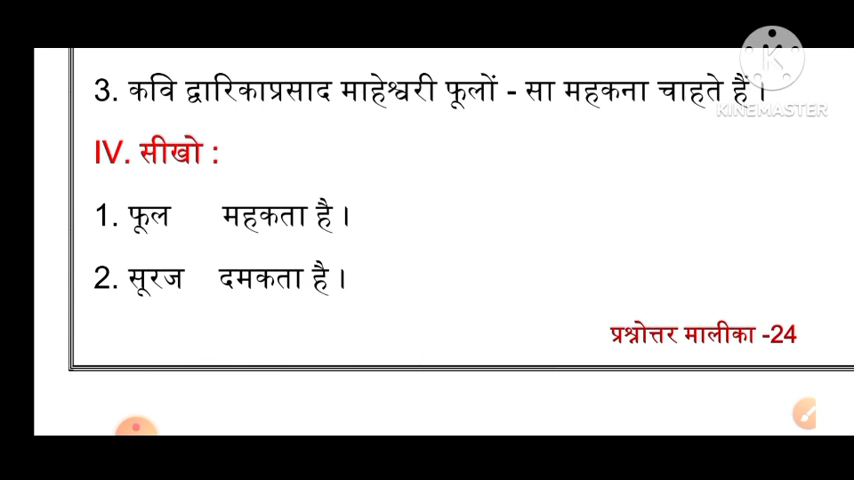 3. कवि द्वारिकाप्रसाद माहेश्वरी फूलों - सा महकना चाहते हैं।
KINEMASTER
IV. सीखो :
1. फूल महकता है।
2. सूरज दमकता है।
प्रश्नोत्तर मालीका -24